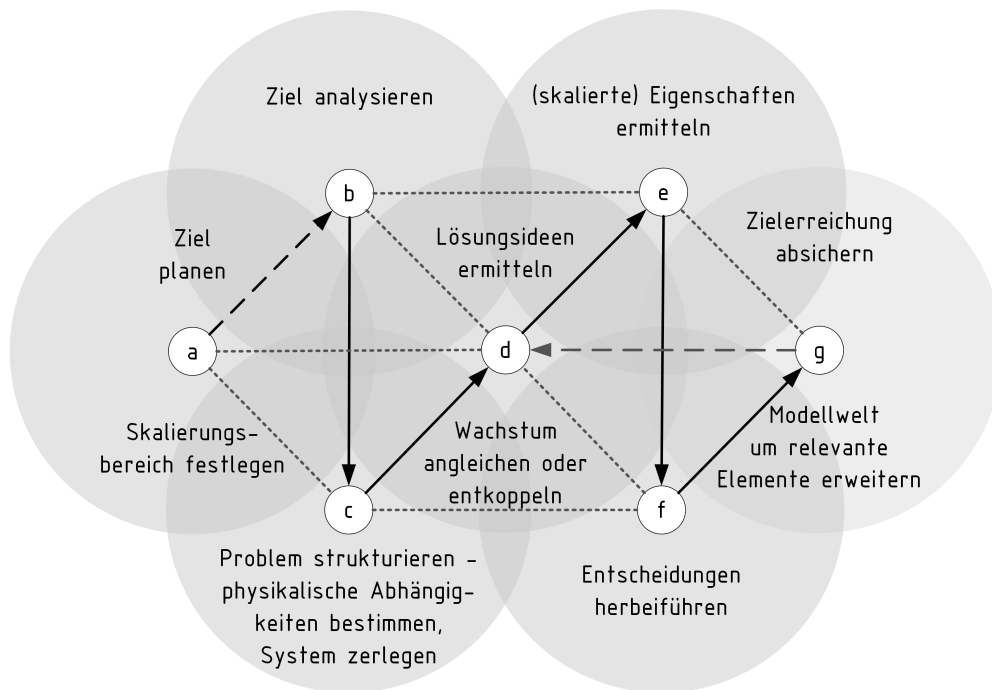 Ziel analysieren
(skalierte) Eigenschaften
ermitteln
b
e
Ziel
planen
Lösungsideen
ermitteln
Zielerreichung
absichern
a
d
g
Skalierungs-
bereich festlegen
Wachstum
angleichen oder
entkoppeln
Modellwelt
um relevante
Elemente erweitern
c
f
Problem strukturieren -
physikalische Abhängig-
keiten bestimmen,
System zerlegen
Entscheidungen
herbeiführen